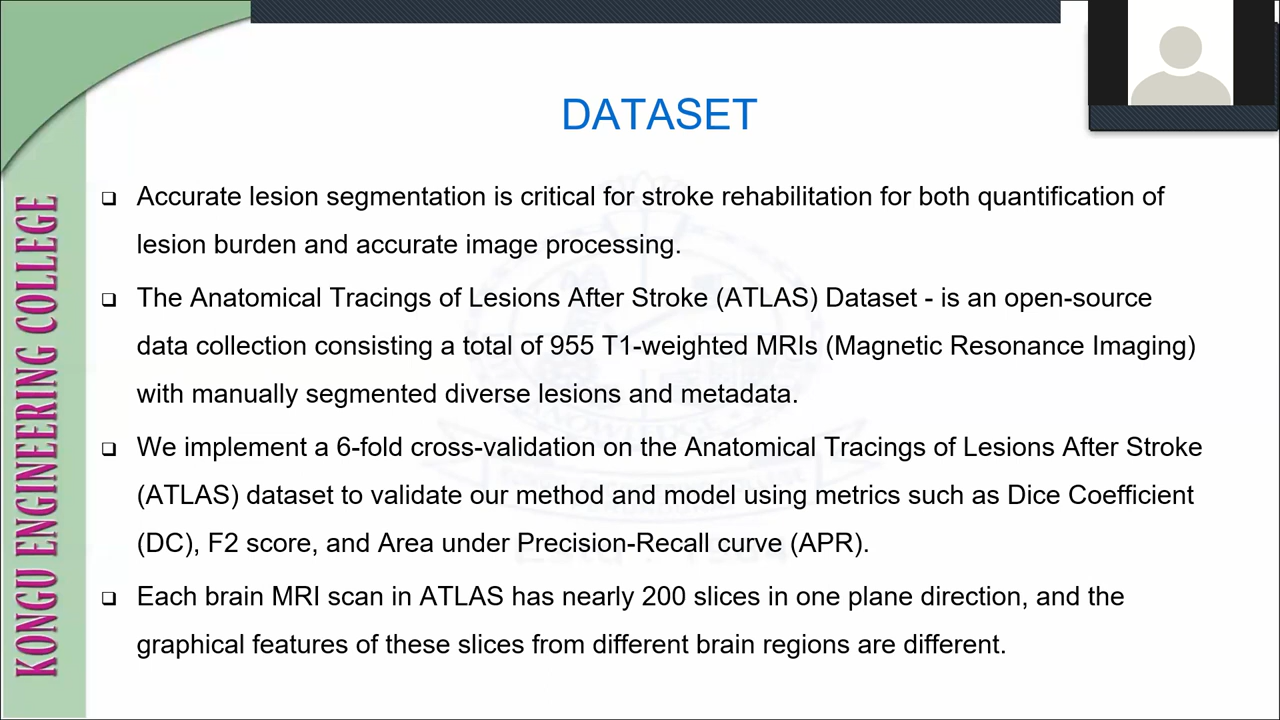 DATASET
❑ Accurate lesion segmentation is critical for stroke rehabilitation for both quantification of
lesion burden and accurate image processing.
❑ The Anatomical Tracings of Lesions After Stroke (ATLAS) Dataset - is an open-source
data collection consisting a total of 955 T1-weighted MRIs (Magnetic Resonance Imaging)
with manually segmented diverse lesions and metadata.
❑ We implement a 6-fold cross-validation on the Anatomical Tracings of Lesions After Stroke
(ATLAS) dataset to validate our method and model using metrics such as Dice Coefficient
(DC), F2 score, and Area under Precision-Recall curve (APR).
❑ Each brain MRI scan in ATLAS has nearly 200 slices in one plane direction, and the
graphical features of these slices from different brain regions are different.
KONGU ENGINEERING COLLEGE